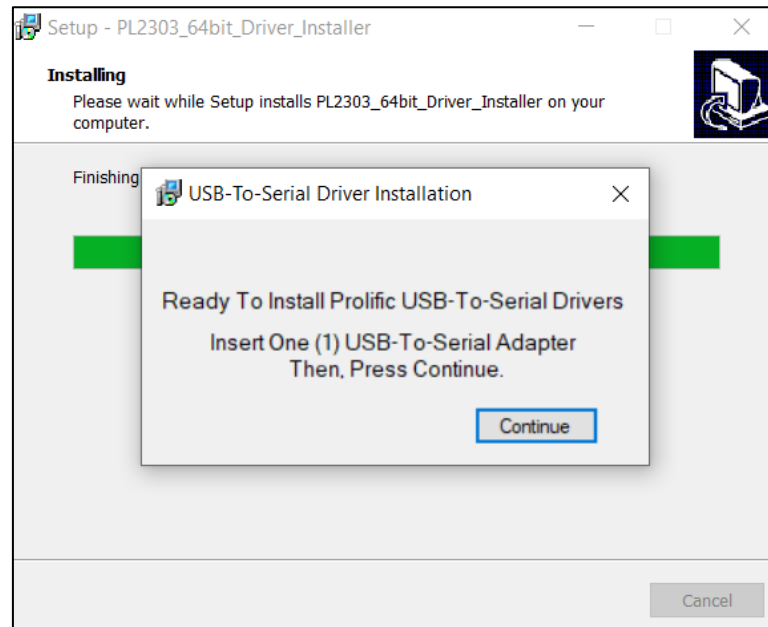 Setup - PL2303_64bit_Driver_Installer
Installing
Please wait while Setup installs PL2303_64bit_Driver_Installer on your
computer.
Finishing
USB-To-Serial Driver Installation
Ready To Install Prolific USB-To-Serial Drivers
Insert One (1) USB-To-Serial Adapter
Then, Press Continue.
Continue
Cancel